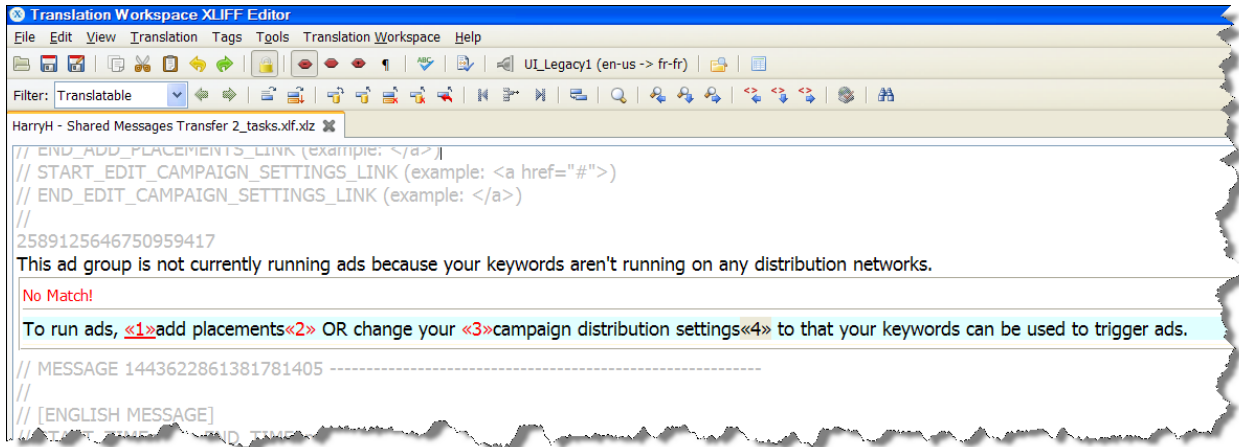 Translation Workspace XLIFF Editor
File Edit View Translation Tags Tools Translation Workspace Help
ABC UI_Legacy1 (en-us -> fr-fr)
Filter: Translatable
HarryH - Shared Messages Transfer 2_tasks.xlf.xlz
// END_ADD_PLACEMENTS_LINK (example: </a>)
// START_EDIT_CAMPAIGN_SETTINGS_LINK (example: <a href="#">)
// END_EDIT_CAMPAIGN_SETTINGS_LINK (example: </a>)
//
2589125646750959417
This ad group is not currently running ads because your keywords aren't running on any distribution networks.
No Match!
To run ads, «1»add placements«2» OR change your «3»campaign distribution settings«4» to that your keywords can be used to trigger ads.
// MESSAGE 1443622861381781405 -----------------------------------------------------------
//
// [ENGLISH MESSAGE]